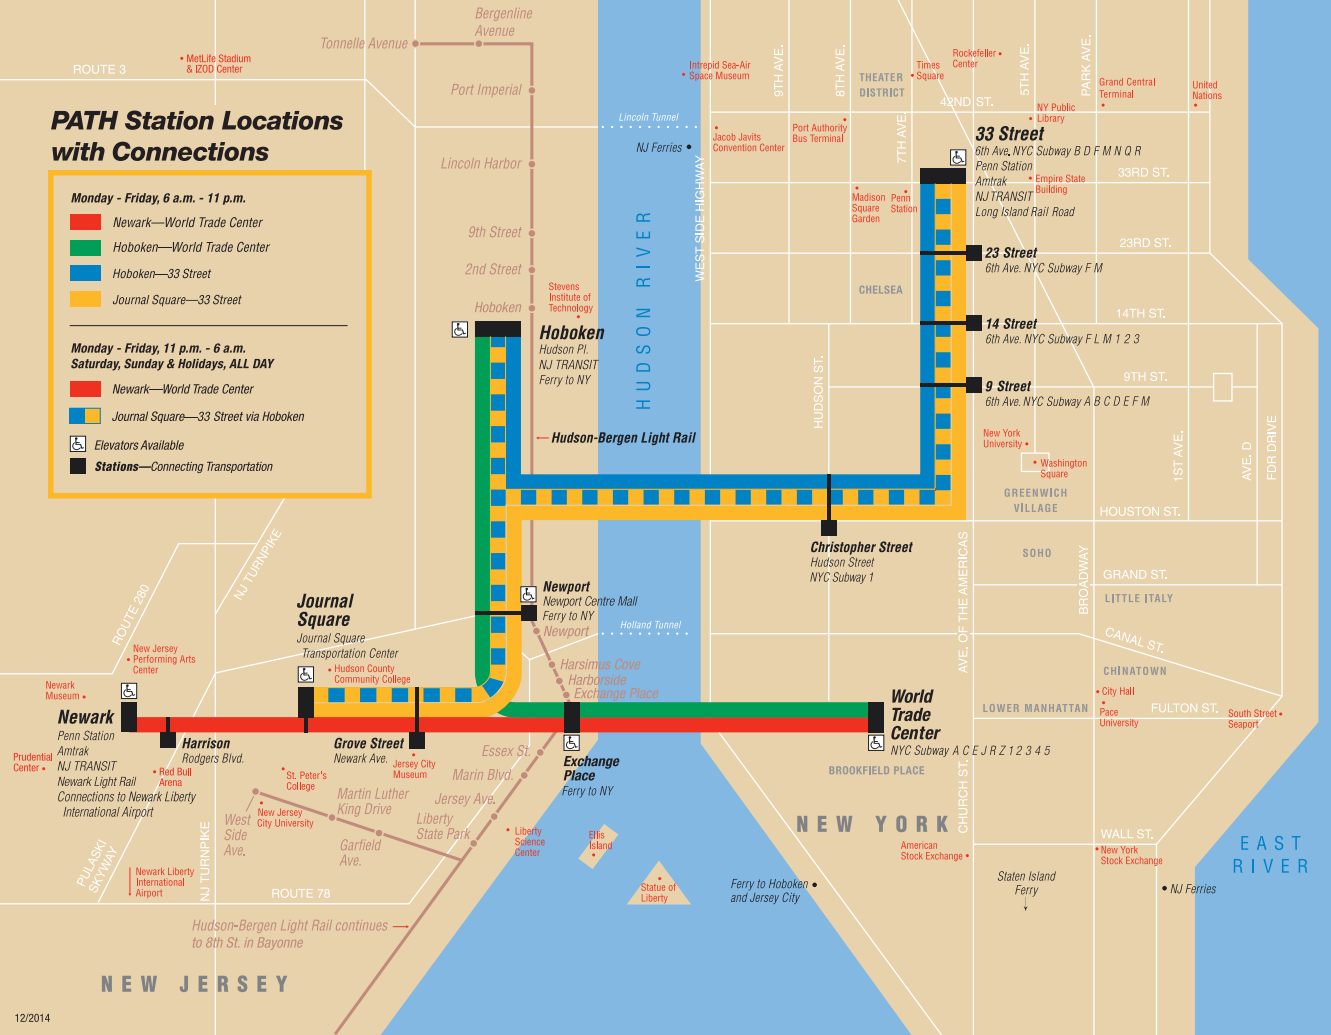 PATH Station Locations
with Connections
Monday - Friday, 6 a.m. - 11 p.m.
Newark—World Trade Center
Hoboken—World Trade Center
Hoboken—33 Street
Journal Square—33 Street
Monday - Friday, 11 p.m. - 6 a.m.
Saturday, Sunday & Holidays, ALL DAY
Newark—World Trade Center
Journal Square—33 Street via Hoboken
Elevators Available
Stations—Connecting Transportation
ROUTE 3
MetLife Stadium
& IZOD Center
Tonnelle Avenue
Bergenline
Avenue
Port Imperial
Lincoln Harbor
9th Street
2nd Street
Hoboken
Stevens
Institute of
Technology
Hoboken
Hudson Pl.
NJ TRANSIT
Ferry to NY
Hudson-Bergen Light Rail
HUDSON RIVER
Lincoln Tunnel
NJ Ferries
WEST SIDE HIGHWAY
Intrepid Sea-Air
Space Museum
Jacob Javits
Convention Center
9TH AVE.
8TH AVE.
Port Authority
Bus Terminal
THEATER
DISTRICT
7TH AVE.
Times
Square
Rockefeller
Center
42ND ST.
5TH AVE.
PARK AVE.
NY Public
Library
Grand Central
Terminal
United
Nations
33 Street
6th Ave. NYC Subway B D F M N Q R
Penn Station
Amtrak
NJ TRANSIT
Long Island Rail Road
33RD ST.
Empire State
Building
Madison
Square
Garden
Penn
Station
23RD ST.
23 Street
6th Ave. NYC Subway F M
CHELSEA
14TH ST.
14 Street
6th Ave. NYC Subway F L M 1 2 3
HUDSON ST.
9TH ST.
9 Street
6th Ave. NYC Subway A B C D E F M
New York
University
Washington
Square
1ST AVE.
AVE. D
FDR DRIVE
GREENWICH
VILLAGE
HOUSTON ST.
Christopher Street
Hudson Street
NYC Subway 1
AVE. OF THE AMERICAS
SOHO
BROADWAY
GRAND ST.
LITTLE ITALY
CANAL ST.
CHINATOWN
City Hall
Pace
University
LOWER MANHATTAN
FULTON ST.
South Street
Seaport
NJ TURNPIKE
ROUTE 280
Journal
Square
Journal Square
Transportation Center
Hudson County
Community College
Newport
Newport Centre Mall
Ferry to NY
Newport
Holland Tunnel
Harsimus Cove
Harborside
Exchange Place
New Jersey
Performing Arts
Center
Newark
Museum
Newark
Penn Station
Amtrak
NJ TRANSIT
Newark Light Rail
Connections to Newark Liberty
International Airport
Prudential
Center
Harrison
Rodgers Blvd.
Red Bull
Arena
Grove Street
Newark Ave.
Jersey City
Museum
St. Peter's
College
Exchange
Place
Ferry to NY
World
Trade
Center
NYC Subway A C E J R Z 1 2 3 4 5
BROOKFIELD PLACE
CHURCH ST.
NEW YORK
Essex St.
Marin Blvd.
Jersey Ave.
Liberty
State Park
Martin Luther
King Drive
Garfield
Ave.
West
Side
Ave.
New Jersey
City University
Liberty
Science
Center
Ellis
Island
Statue of
Liberty
Ferry to Hoboken
and Jersey City
American
Stock Exchange
WALL ST.
New York
Stock Exchange
Staten Island
Ferry
NJ Ferries
EAST
RIVER
PULASKI
SKYWAY
Newark Liberty
International
Airport
NJ TURNPIKE
ROUTE 78
Hudson-Bergen Light Rail continues
to 8th St. in Bayonne
NEW JERSEY
12/2014